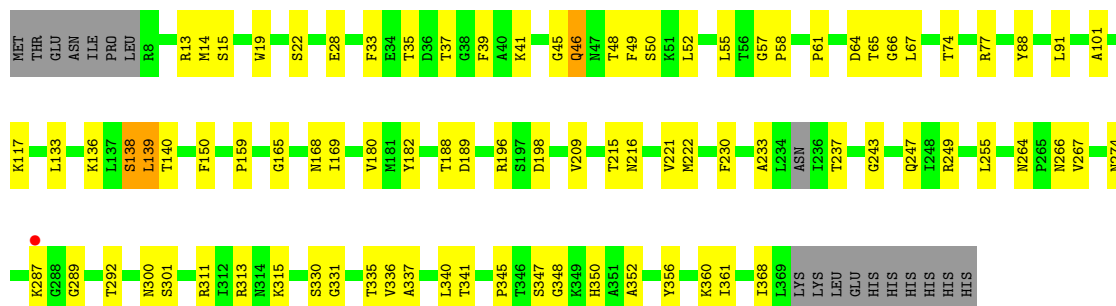 MET THR GLU ASN ILE PRO LEU R8 R13 M14 S15 W19 S22 E28 F33 E34 T35 D36 T37 G38 F39 A40 K41 G45 Q46 N47 T48 F49 S50 K51 L52 L55 T56 G57 P58 P61 D64 T65 G66 L67 T74 R77 Y88 L91 A101
K117 L133 K136 L137 S138 L139 T140 F150 P159 G165 N168 I169 V180 M181 Y182 T188 D189 R196 S197 D198 V209 T215 N216 V221 M222 F230 A233 L234 ASN I236 T237 G243 Q247 I248 R249 L255 N264 P265 N266 V267 N274
K287 G288 G289 T292 N300 S301 R311 I312 R313 N314 K315 S330 G331 T335 V336 A337 L340 T341 P345 T346 S347 G348 K349 H350 A351 A352 Y356 K360 I361 I368 L369 LYS LYS LEU GLU HIS HIS HIS HIS HIS HIS